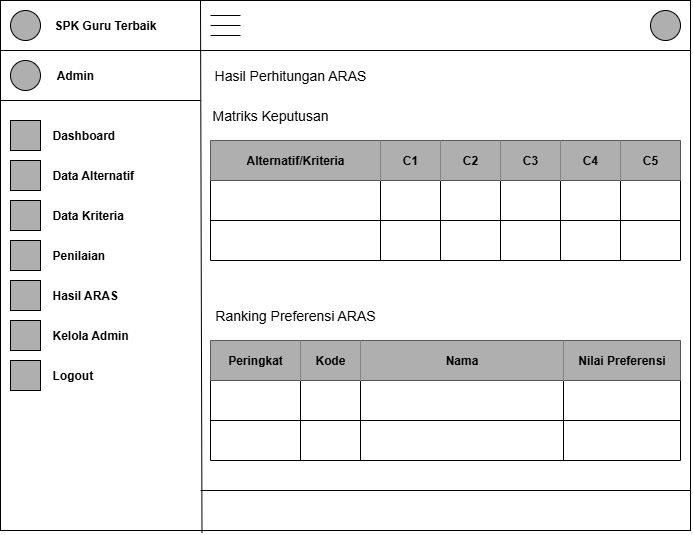 SPK Guru Terbaik
Admin
Dashboard
Data Alternatif
Data Kriteria
Penilaian
Hasil ARAS
Kelola Admin
Logout
Hasil Perhitungan ARAS
Matriks Keputusan
Alternatif/Kriteria C1 C2 C3 C4 C5
Ranking Preferensi ARAS
Peringkat Kode Nama Nilai Preferensi